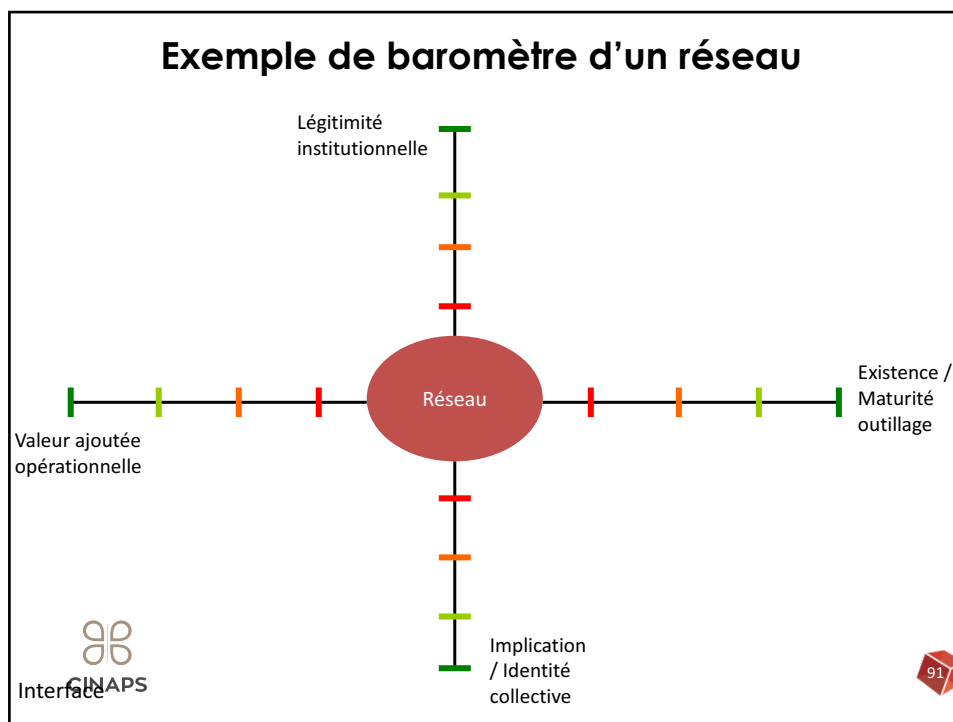 Exemple de baromètre d’un réseau
Légitimité
institutionnelle
Réseau
Existence /
Maturité
outillage
Valeur ajoutée
opérationnelle
Implication
/ Identité
collective
CINAPS
Interface
91